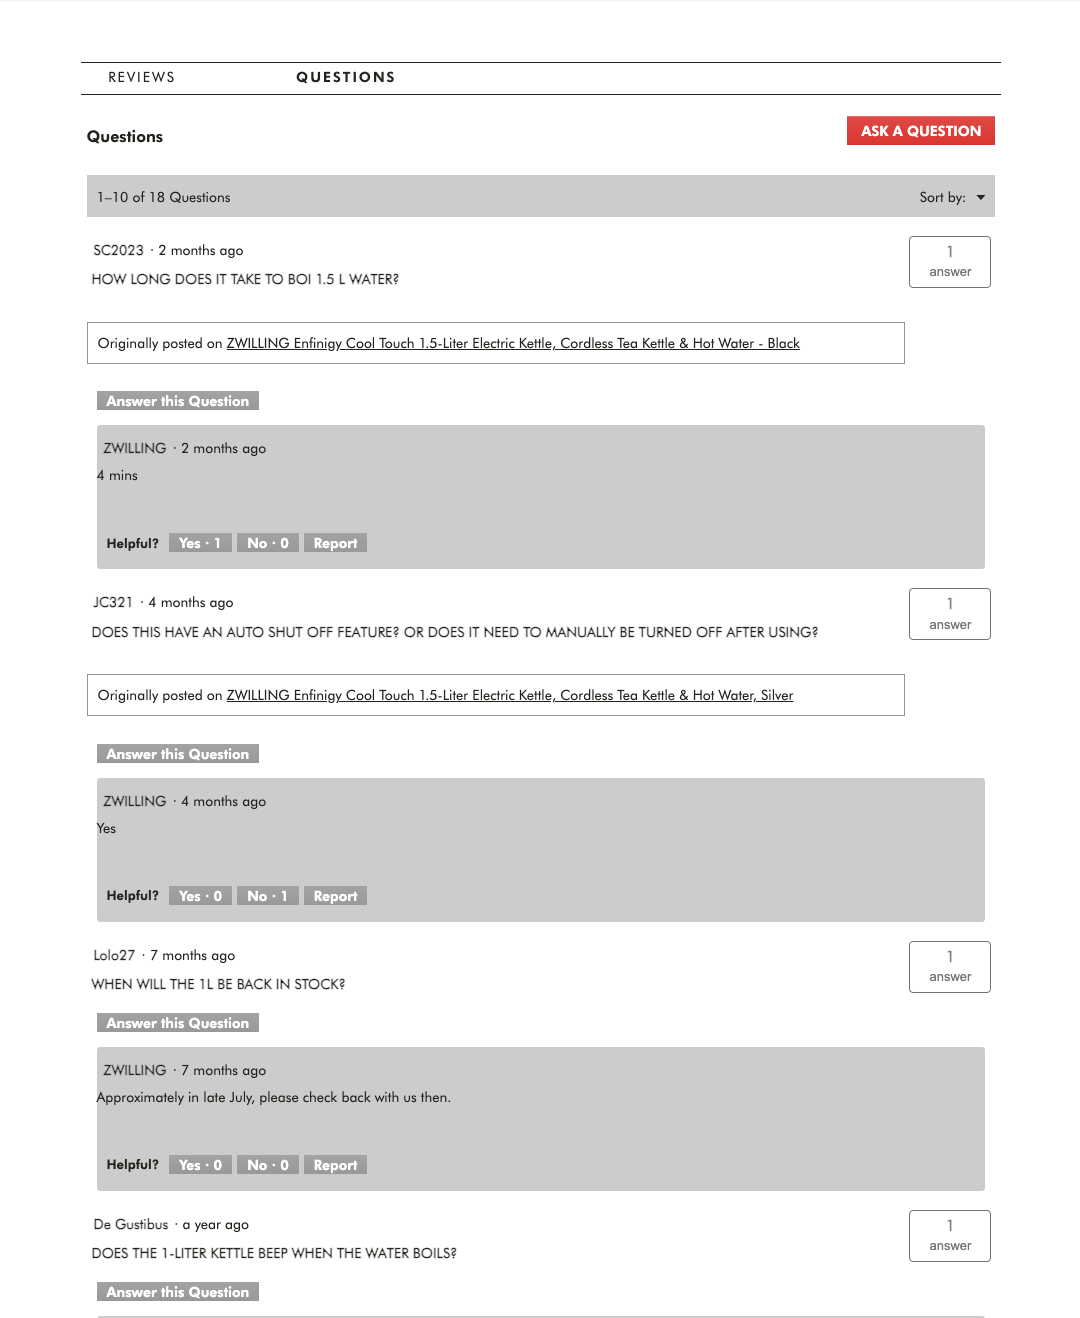 REVIEWS QUESTIONS
Questions
ASK A QUESTION
1–10 of 18 Questions Sort by:
SC2023 · 2 months ago
1
answer
HOW LONG DOES IT TAKE TO BOI 1.5 L WATER?
Originally posted on ZWILLING Enfinigy Cool Touch 1.5-Liter Electric Kettle, Cordless Tea Kettle & Hot Water - Black
Answer this Question
ZWILLING · 2 months ago
4 mins
Helpful? Yes · 1 No · 0 Report
JC321 · 4 months ago
1
answer
DOES THIS HAVE AN AUTO SHUT OFF FEATURE? OR DOES IT NEED TO MANUALLY BE TURNED OFF AFTER USING?
Originally posted on ZWILLING Enfinigy Cool Touch 1.5-Liter Electric Kettle, Cordless Tea Kettle & Hot Water, Silver
Answer this Question
ZWILLING · 4 months ago
Yes
Helpful? Yes · 0 No · 1 Report
Lolo27 · 7 months ago
1
answer
WHEN WILL THE 1L BE BACK IN STOCK?
Answer this Question
ZWILLING · 7 months ago
Approximately in late July, please check back with us then.
Helpful? Yes · 0 No · 0 Report
De Gustibus · a year ago
1
answer
DOES THE 1-LITER KETTLE BEEP WHEN THE WATER BOILS?
Answer this Question